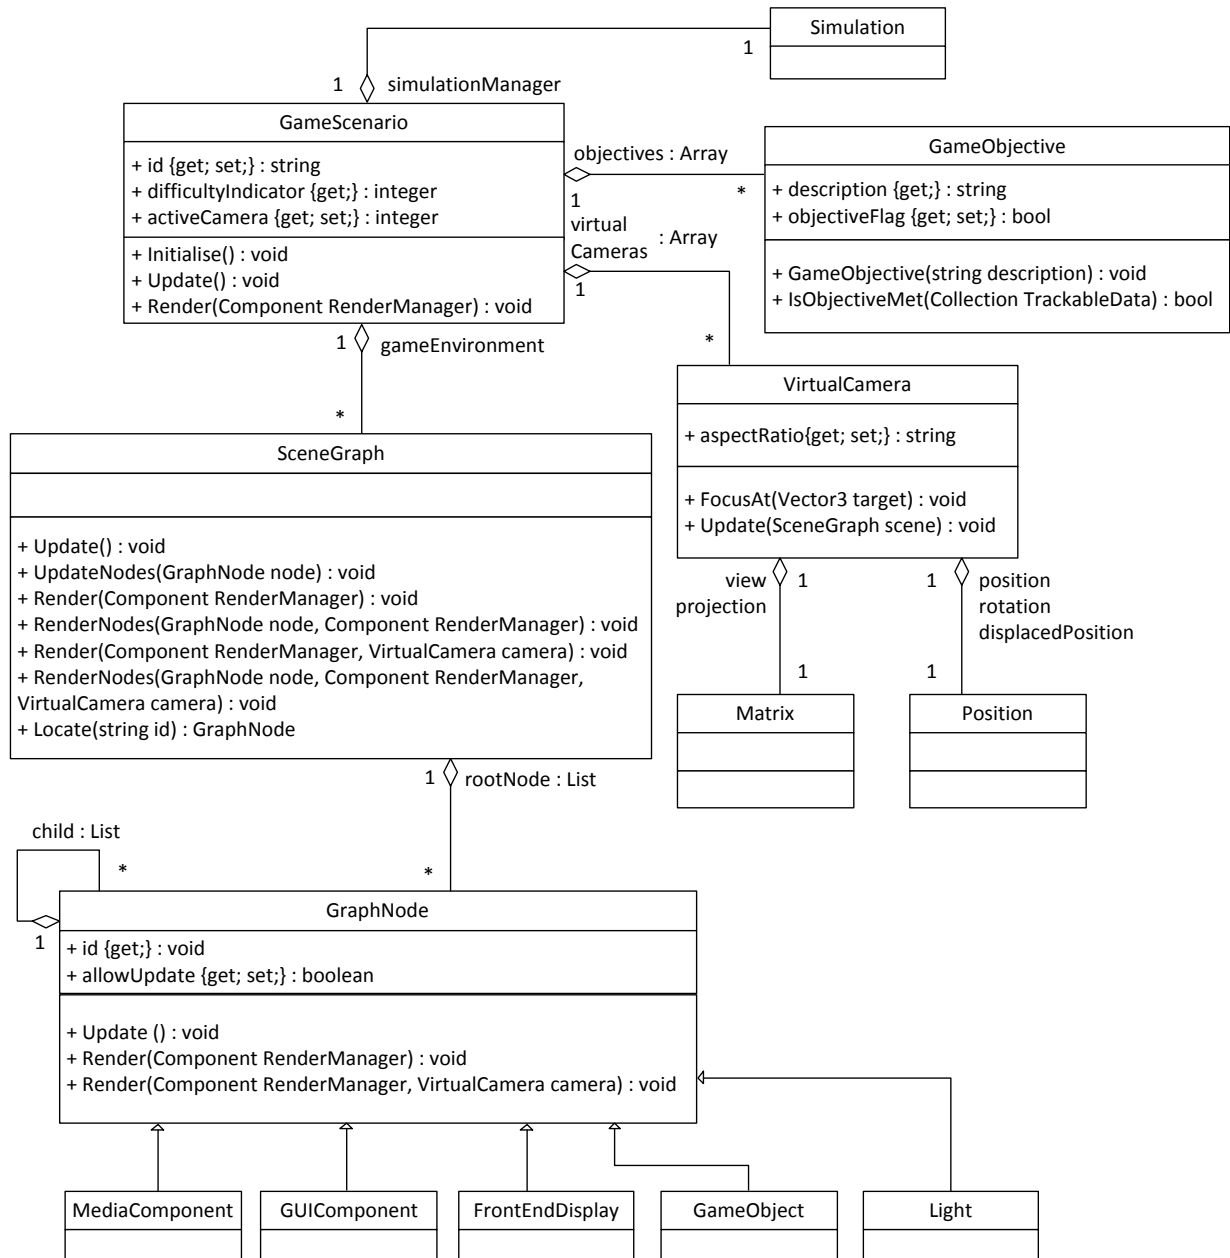 Simulation
1
1
simulationManager
GameScenario
+ id {get; set;} : string
+ difficultyIndicator {get;} : integer
+ activeCamera {get; set;} : integer
+ Initialise() : void
+ Update() : void
+ Render(Component RenderManager) : void
objectives : Array
1
*
GameObjective
+ description {get;} : string
+ objectiveFlag {get; set;} : bool
+ GameObjective(string description) : void
+ IsObjectiveMet(Collection TrackableData) : bool
virtual
Cameras
: Array
1
*
1
gameEnvironment
*
VirtualCamera
+ aspectRatio{get; set;} : string
+ FocusAt(Vector3 target) : void
+ Update(SceneGraph scene) : void
SceneGraph
+ Update() : void
+ UpdateNodes(GraphNode node) : void
+ Render(Component RenderManager) : void
+ RenderNodes(GraphNode node, Component RenderManager) : void
+ Render(Component RenderManager, VirtualCamera camera) : void
+ RenderNodes(GraphNode node, Component RenderManager,
VirtualCamera camera) : void
+ Locate(string id) : GraphNode
view
projection
1
1
1
position
rotation
displacedPosition
1
Matrix
Position
1
rootNode : List
*
child : List
*
1
GraphNode
+ id {get;} : void
+ allowUpdate {get; set;} : boolean
+ Update () : void
+ Render(Component RenderManager) : void
+ Render(Component RenderManager, VirtualCamera camera) : void
MediaComponent
GUIComponent
FrontEndDisplay
GameObject
Light